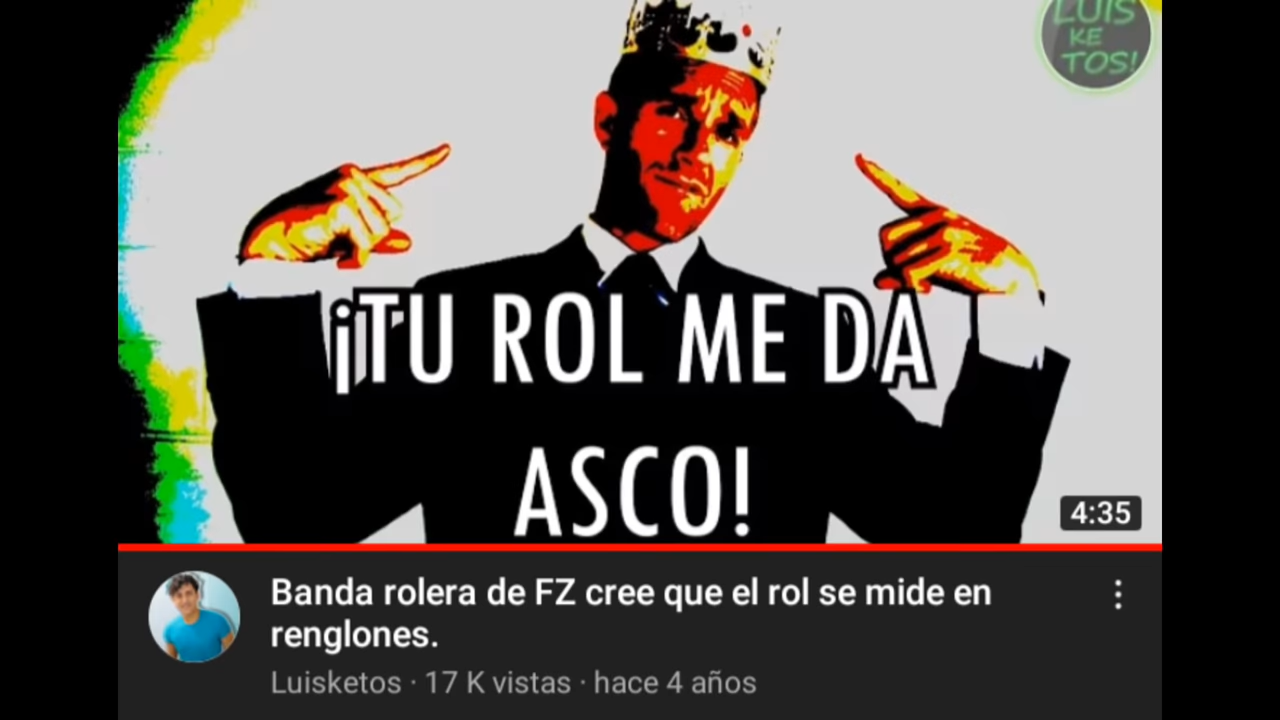 LUIS
KE
TOS!
¡TU ROL ME DA
ASCO!
4:35
Banda rolera de FZ cree que el rol se mide en
renglones.
Luisketos · 17 K vistas · hace 4 años